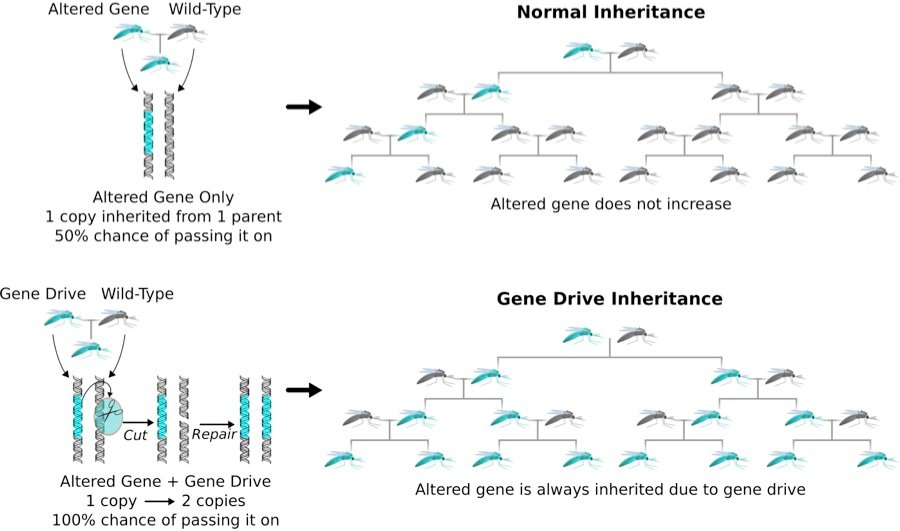 Altered Gene
Wild-Type
Altered Gene Only
1 copy inherited from 1 parent
50% chance of passing it on
Normal Inheritance
Altered gene does not increase
Gene Drive
Wild-Type
Cut
Repair
Altered Gene + Gene Drive
1 copy → 2 copies
100% chance of passing it on
Gene Drive Inheritance
Altered gene is always inherited due to gene drive